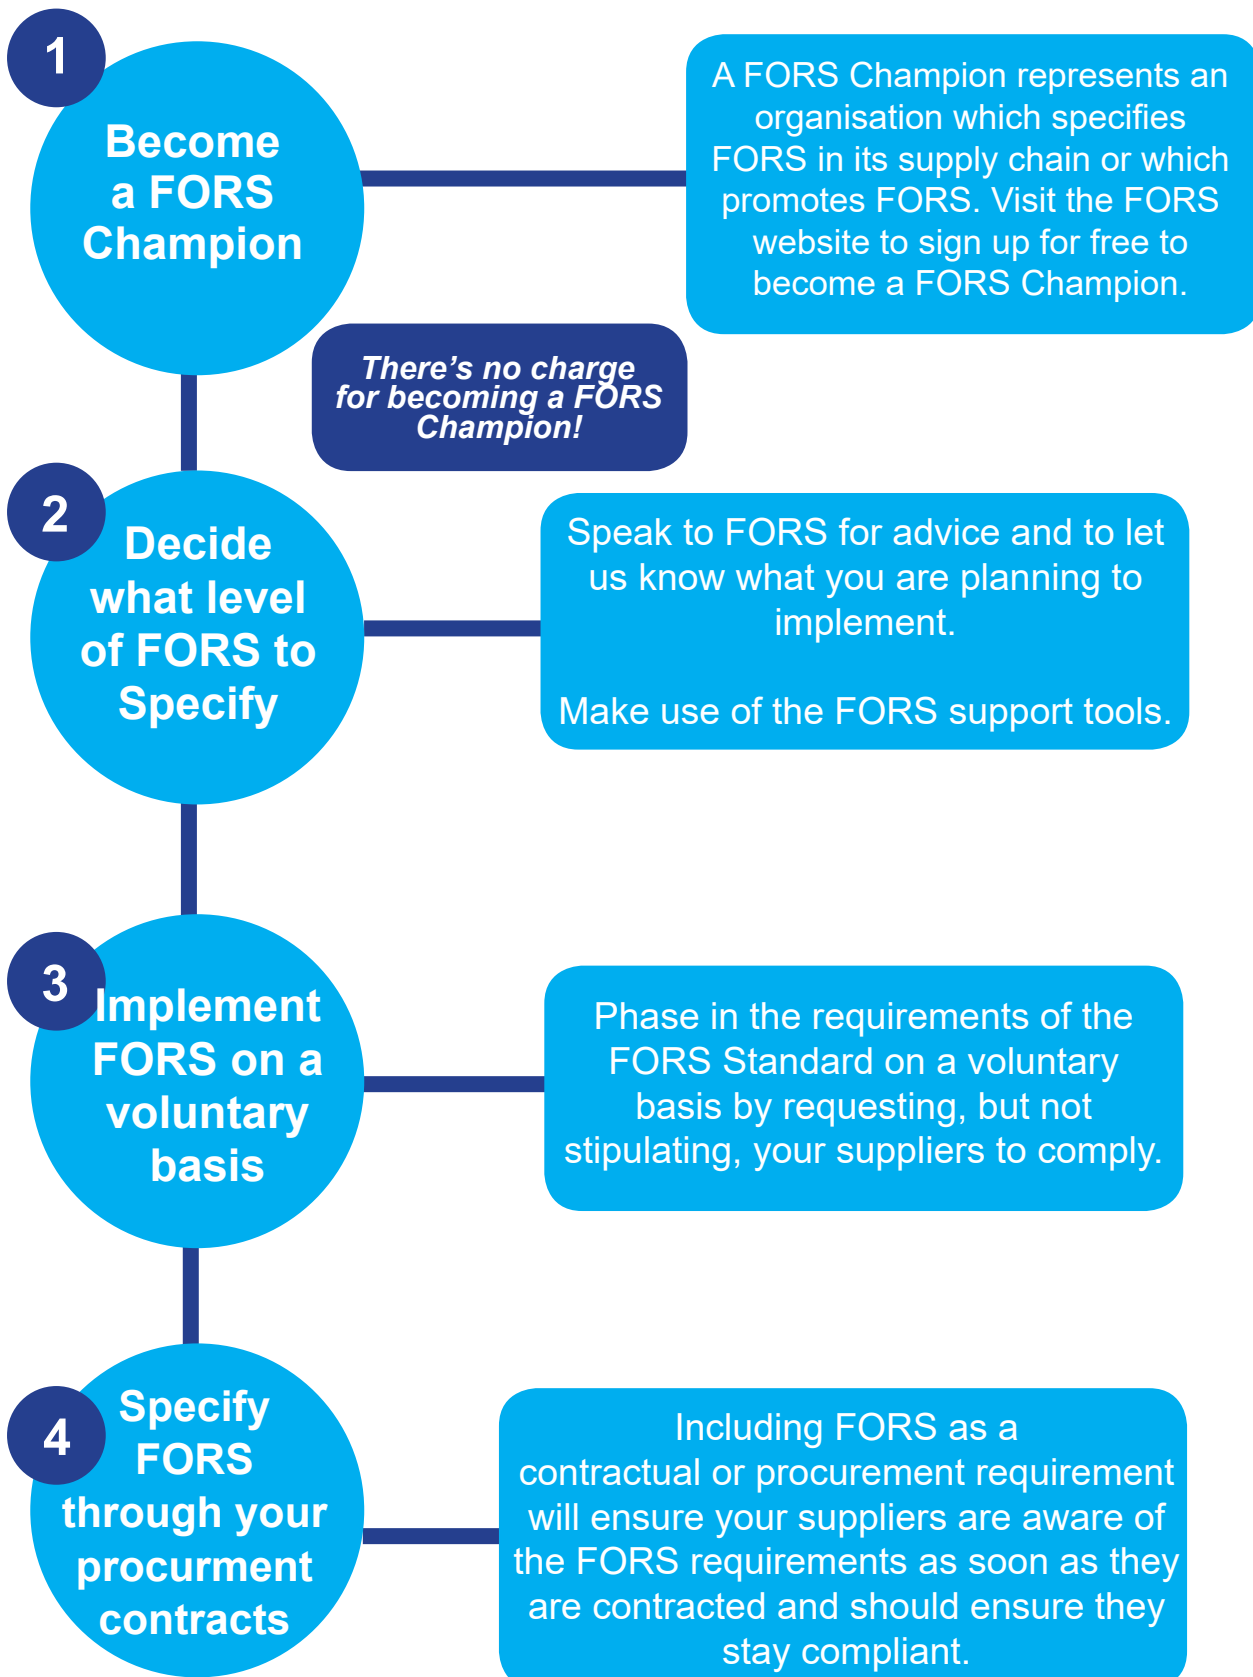 1
Become
a FORS
Champion
A FORS Champion represents an
organisation which specifies
FORS in its supply chain or which
promotes FORS. Visit the FORS
website to sign up for free to
become a FORS Champion.
There's no charge
for becoming a FORS
Champion!
2
Decide
what level
of FORS to
Specify
Speak to FORS for advice and to let
us know what you are planning to
implement.
Make use of the FORS support tools.
3
Implement
FORS on a
voluntary
basis
Phase in the requirements of the
FORS Standard on a voluntary
basis by requesting, but not
stipulating, your suppliers to comply.
4
Specify
FORS
through your
procurment
contracts
Including FORS as a
contractual or procurement requirement
will ensure your suppliers are aware of
the FORS requirements as soon as they
are contracted and should ensure they
stay compliant.